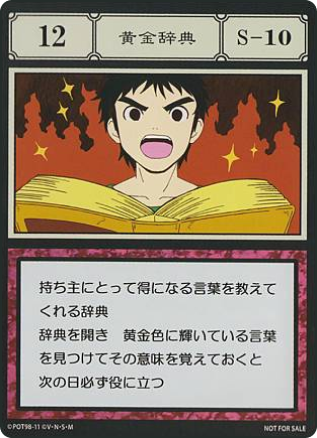 12
黄金辞典
S-10
持ち主にとって得になる言葉を教えて
くれる辞典
辞典を開き　黄金色に輝いている言葉
を見つけてその意味を覚えておくと
次の日必ず役に立つ
©POT98-11 ©V・N・S・M
NOT FOR SALE